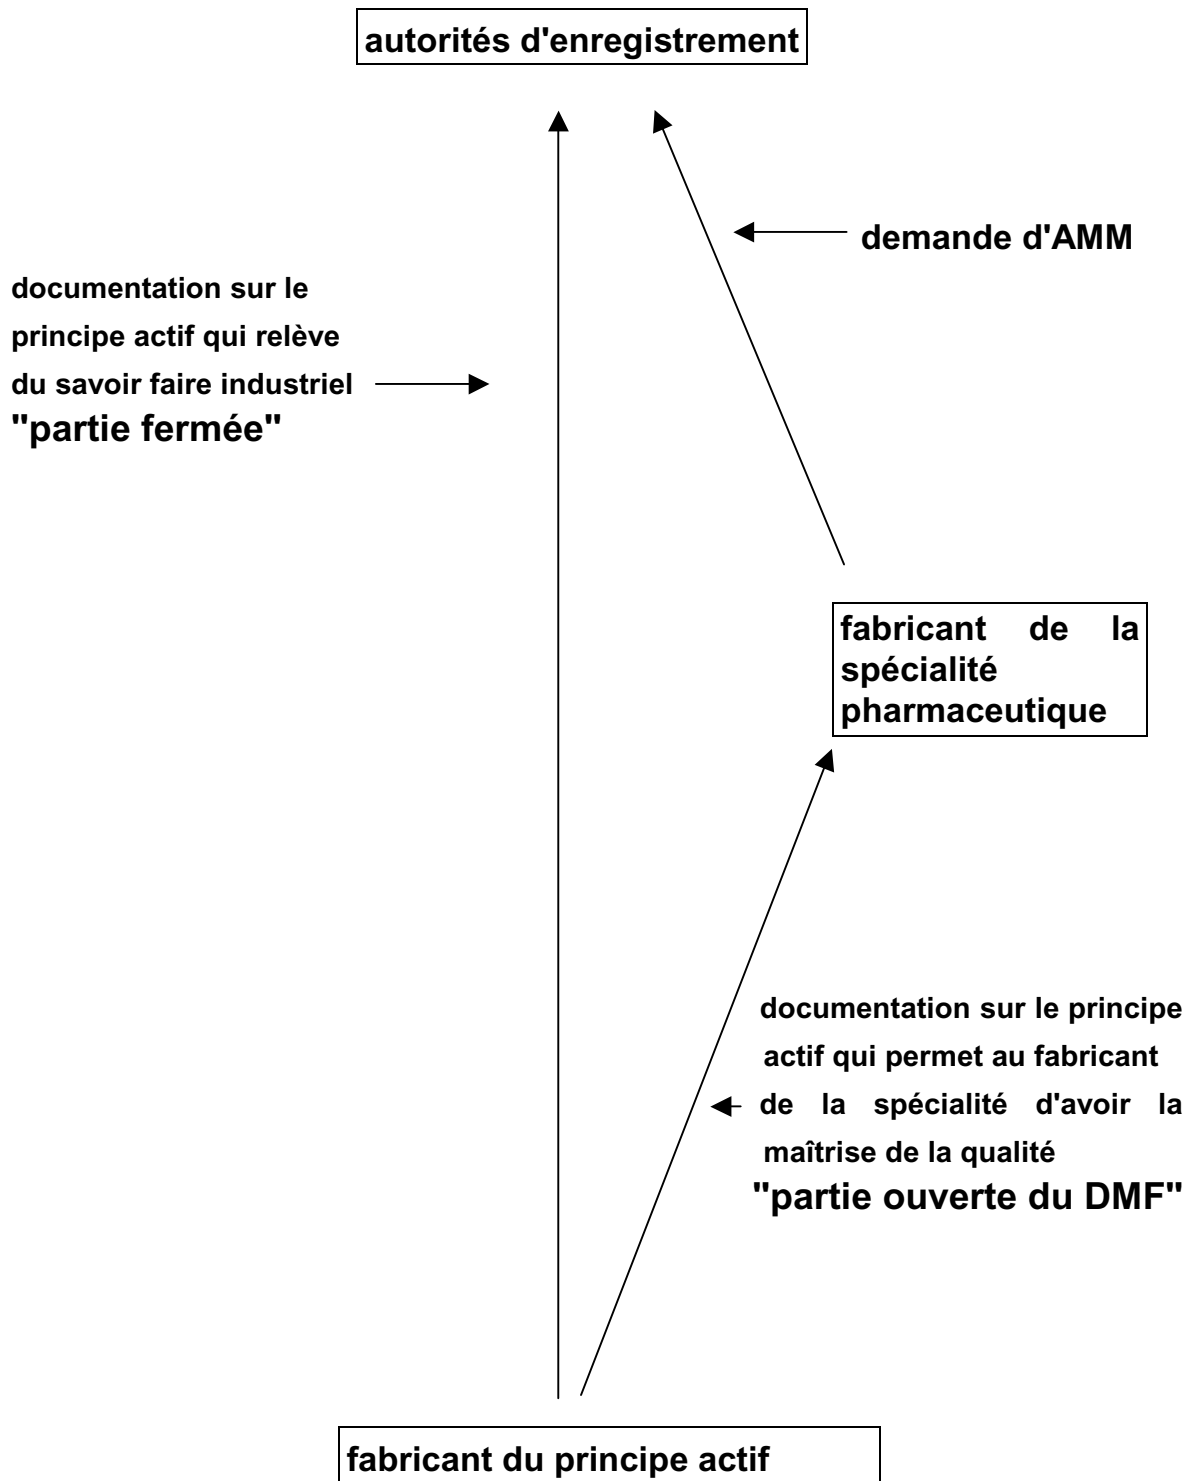 autorités d'enregistrement
demande d'AMM
documentation sur le
principe actif qui relève
du savoir faire industriel
"partie fermée"
fabricant de la
spécialité
pharmaceutique
documentation sur le principe
actif qui permet au fabricant
de la spécialité d'avoir la
maîtrise de la qualité
"partie ouverte du DMF"
fabricant du principe actif